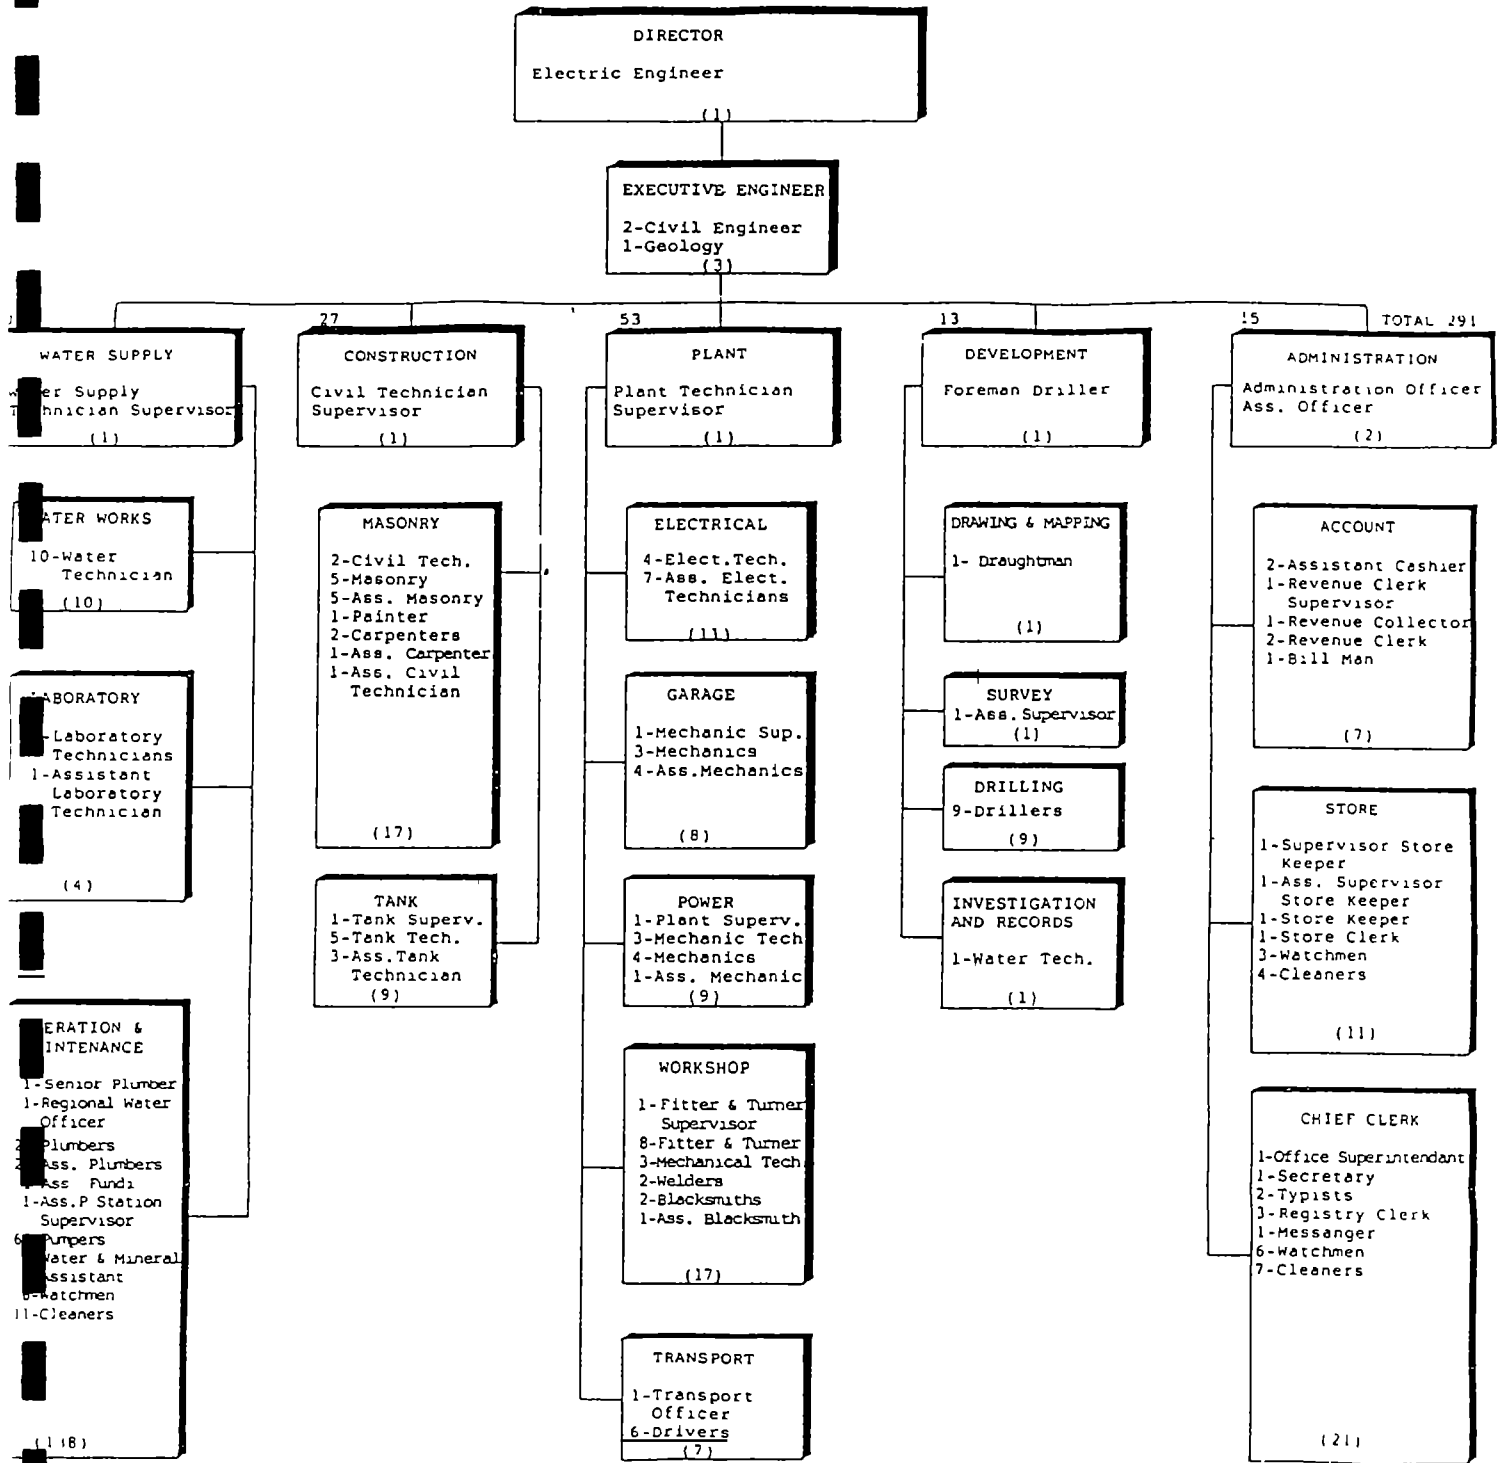 DIRECTOR
Electric Engineer
(1)
EXECUTIVE ENGINEER
2-Civil Engineer
1-Geology
(3)
27
53
13
15
TOTAL 291
WATER SUPPLY
Supply
Technician Supervisor
(1)
WATER WORKS
10-Water
Technician
(10)
LABORATORY
Laboratory
Technicians
1-Assistant
Laboratory
Technician
(4)
ERATION &
INTENANCE
1-Senior Plumber
1-Regional Water
Officer
Plumbers
Ass. Plumbers
Ass Fundi
1-Ass.P Station
Supervisor
Pumpers
Water & Mineral
Assistant
Watchmen
11-Cleaners
CONSTRUCTION
Civil Technician
Supervisor
(1)
MASONRY
2-Civil Tech.
5-Masonry
5-Ass. Masonry
1-Painter
2-Carpenters
1-Ass. Carpenter
1-Ass. Civil
Technician
(17)
TANK
1-Tank Superv.
5-Tank Tech.
3-Ass.Tank
Technician
(9)
PLANT
Plant Technician
Supervisor
(1)
ELECTRICAL
4-Elect.Tech.
7-Ass. Elect.
Technicians
(11)
GARAGE
1-Mechanic Sup.
3-Mechanics
4-Ass.Mechanics
(8)
POWER
1-Plant Superv.
3-Mechanic Tech
4-Mechanics
1-Ass. Mechanic
(9)
WORKSHOP
1-Fitter & Turner
Supervisor
8-Fitter & Turner
3-Mechanical Tech
2-Welders
2-Blacksmiths
1-Ass. Blacksmith
(17)
TRANSPORT
1-Transport
Officer
6-Drivers
(7)
DEVELOPMENT
Foreman Driller
(1)
DRAWING & MAPPING
1- Draughtman
(1)
SURVEY
1-Ass.Supervisor
(1)
DRILLING
9-Drillers
(9)
INVESTIGATION
AND RECORDS
1-Water Tech.
(1)
ADMINISTRATION
Administration Officer
Ass. Officer
(2)
ACCOUNT
2-Assistant Cashier
1-Revenue Clerk
Supervisor
1-Revenue Collector
2-Revenue Clerk
1-Bill Man
(7)
STORE
1-Supervisor Store
Keeper
1-Ass. Supervisor
Store Keeper
1-Store Keeper
1-Store Clerk
3-Watchmen
4-Cleaners
(11)
CHIEF CLERK
1-Office Superintendant
1-Secretary
2-Typists
3-Registry Clerk
1-Messanger
6-Watchmen
7-Cleaners
(21)